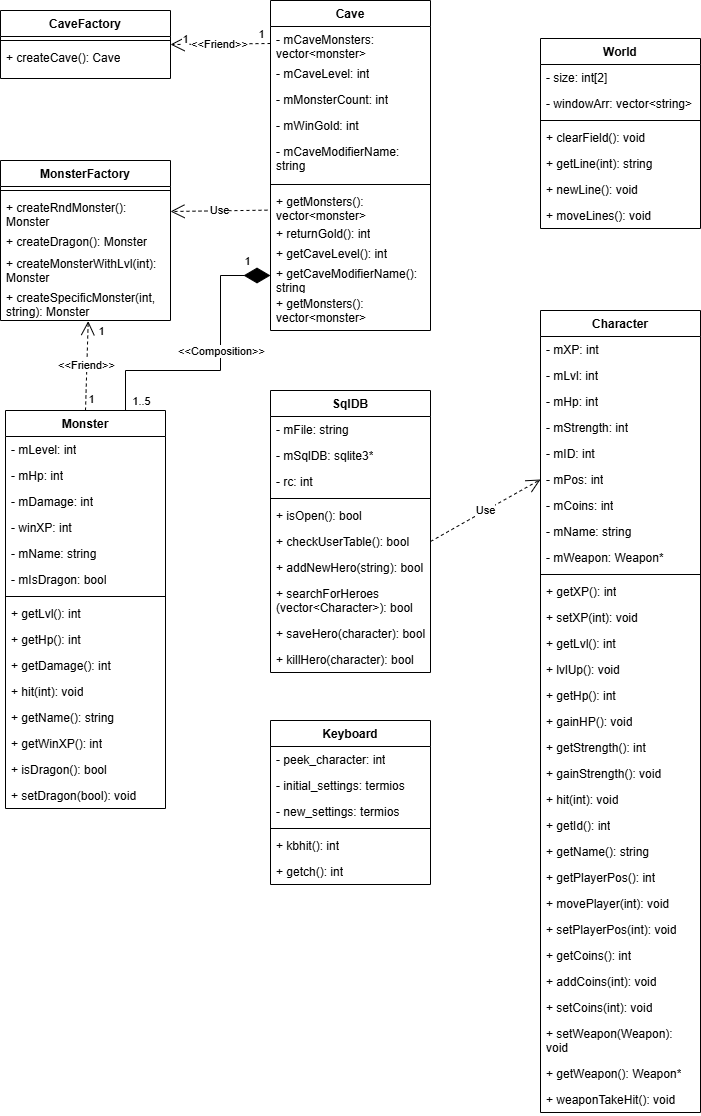 CaveFactory
+ createCave(): Cave
1
<<Friend>>
1
Cave
- mCaveMonsters:
vector<monster>
- mCaveLevel: int
- mMonsterCount: int
- mWinGold: int
- mCaveModifierName:
string
+ getMonsters():
vector<monster>
+ returnGold(): int
+ getCaveLevel(): int
+ getCaveModifierName():
string
+ getMonsters():
vector<monster>
World
- size: int[2]
- windowArr: vector<string>
+ clearField(): void
+ getLine(int): string
+ newLine(): void
+ moveLines(): void
MonsterFactory
+ createRndMonster():
Monster
+ createDragon(): Monster
+ createMonsterWithLvl(int):
Monster
+ createSpecificMonster(int,
string): Monster
Use
1
<<Composition>>
1..5
1
<<Friend>>
1
Monster
- mLevel: int
- mHp: int
- mDamage: int
- winXP: int
- mName: string
- mIsDragon: bool
+ getLvl(): int
+ getHp(): int
+ getDamage(): int
+ hit(int): void
+ getName(): string
+ getWinXP(): int
+ isDragon(): bool
+ setDragon(bool): void
SqlDB
- mFile: string
- mSqlDB: sqlite3*
- rc: int
+ isOpen(): bool
+ checkUserTable(): bool
+ addNewHero(string): bool
+ searchForHeroes
(vector<Character>): bool
+ saveHero(character): bool
+ killHero(character): bool
Use
Keyboard
- peek_character: int
- initial_settings: termios
- new_settings: termios
+ kbhit(): int
+ getch(): int
Character
- mXP: int
- mLvl: int
- mHp: int
- mStrength: int
- mID: int
- mPos: int
- mCoins: int
- mName: string
- mWeapon: Weapon*
+ getXP(): int
+ setXP(int): void
+ getLvl(): int
+ lvlUp(): void
+ getHp(): int
+ gainHP(): void
+ getStrength(): int
+ gainStrength(): void
+ hit(int): void
+ getId(): int
+ getName(): string
+ getPlayerPos(): int
+ movePlayer(int): void
+ setPlayerPos(int): void
+ getCoins(): int
+ addCoins(int): void
+ setCoins(int): void
+ setWeapon(Weapon):
void
+ getWeapon(): Weapon*
+ weaponTakeHit(): void